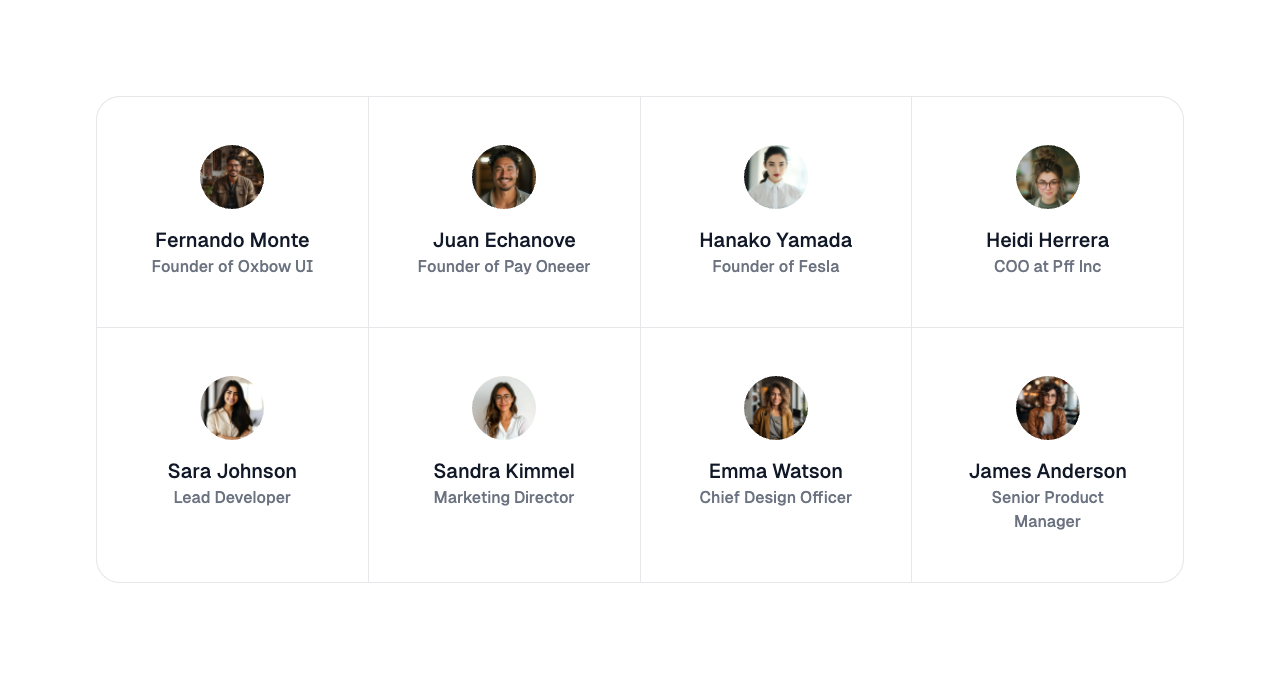 Fernando Monte
Founder of Oxbow UI
Juan Echanove
Founder of Pay Oneeer
Hanako Yamada
Founder of Fesla
Heidi Herrera
COO at Pff Inc
Sara Johnson
Lead Developer
Sandra Kimmel
Marketing Director
Emma Watson
Chief Design Officer
James Anderson
Senior Product
Manager